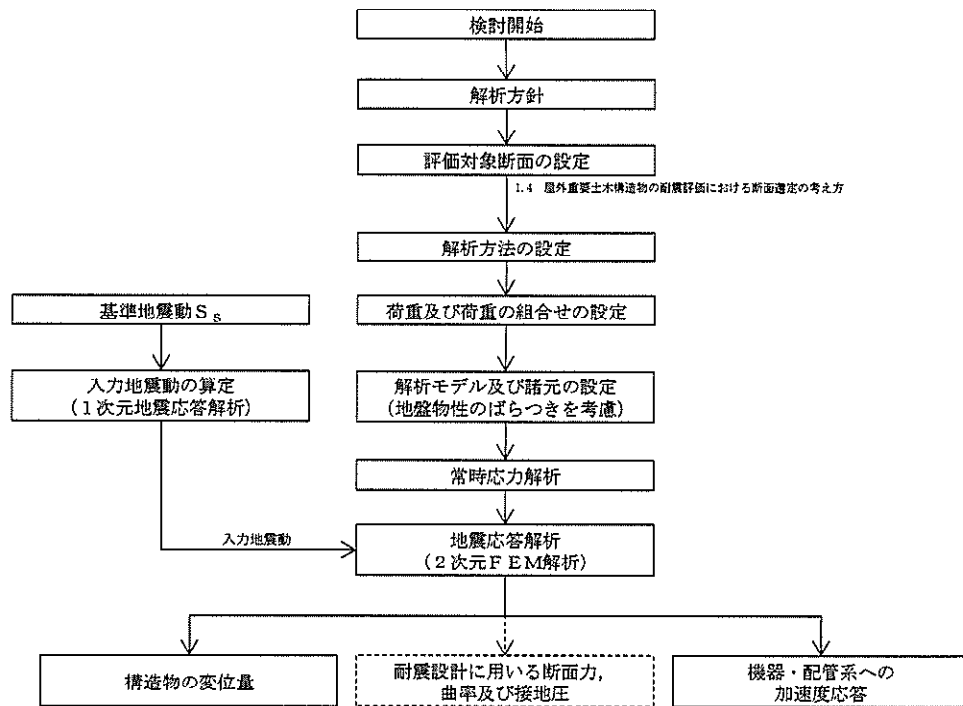 検討開始
解析方針
評価対象断面の設定
1.4 屋外重要土木構造物の耐震評価における断面選定の考え方
解析方法の設定
基準地震動Ss
荷重及び荷重の組合せの設定
入力地震動の算定
(1次元地震応答解析)
解析モデル及び諸元の設定
(地盤物性のばらつきを考慮)
常時応力解析
入力地震動
地震応答解析
(2次元FEM解析)
構造物の変位量
耐震設計に用いる断面力,
曲率及び接地圧
機器・配管系への
加速度応答